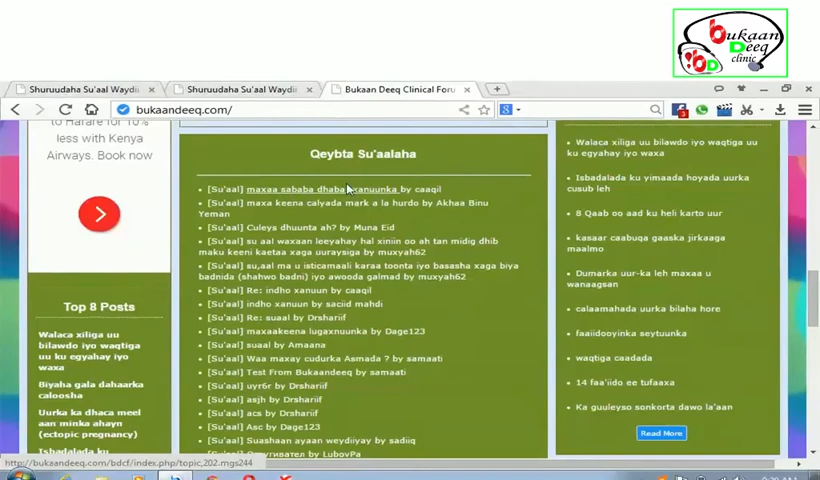 bukaan
Deeq
clinic
BD
Shuruudaha Su'aal Waydii
Shuruudaha Su'aal Waydii
Bukaan Deeq Clinical Foru
bukaandeeq.com/
to Harare for 10%
less with Kenya
Airways. Book now
Top 8 Posts
Walaca xiliga uu
bilawdo iyo waqtiga
uu ka egyahay iyo
waxa
Biyaha gala dahaarka
caloosha
Uurka ka dhaca meel
aan minka ahayn
(ectopic pregnancy)
Ishabedalada ku
Qeybta Su'aalaha
[Su'aal] maxaa sababa dhabar xanuunka by caaqil
[Su'aal] maxa keena calyada mark a la hurdo by Akhaa Binu
Yeman
[Su'aal] Culeys dhuunta ah? by Muna Eid
[Su'aal] su aal waxaan leeyahay hal xiniin oo ah tan midig dhib
maku keeni kaetaa xaga uuraysiga by muxyah62
[Su'aal] su,aal ma u isticamaali karaa toonta iyo basasha xaga biya
badnida (shahwo badni) iyo awooda galmad by muxyah62
[Su'aal] Re: indho xanuun by caaqil
[Su'aal] indho xanuun by saciid mahdi
[Su'aal] Re: suaal by Drshariif
[Su'aal] maxaakeena lugaxnuunka by Dage123
[Su'aal] suaal by Amaana
[Su'aal] Waa maxay cudurka Asmada ? by samaati
[Su'aal] Test From Bukaandeeq by samaati
[Su'aal] uyr6r by Drshariif
[Su'aal] asjh by Drshariif
[Su'aal] acs by Drshariif
[Su'aal] Asc by Dage123
[Su'aal] Suashaan ayaan weydiiyay by sadiiq
[Su'aal] by LubovPa
Walaca xiliga uu bilawdo iyo waqtiga uu
uu ka egyahay iyo waxa
Isbadalada ku yimaada hoyada uurka
cusub leh
8 Qaab oo aad ku heli karto uur
kasaar caabuqa gaaska jirkaaga
maalmo
Dumarka uur-ka leh maxaa u
wanaagsan
calaamahada uurka bilaha hore
faaiidooyinka seytuunka
waqtiga caadada
14 faa'iido ee tufaaxa
Ka guuleyso sonkorta dawo la'aan
Read More
http://bukaandeeq.com/bdcf/index.php/topic,202.msg244